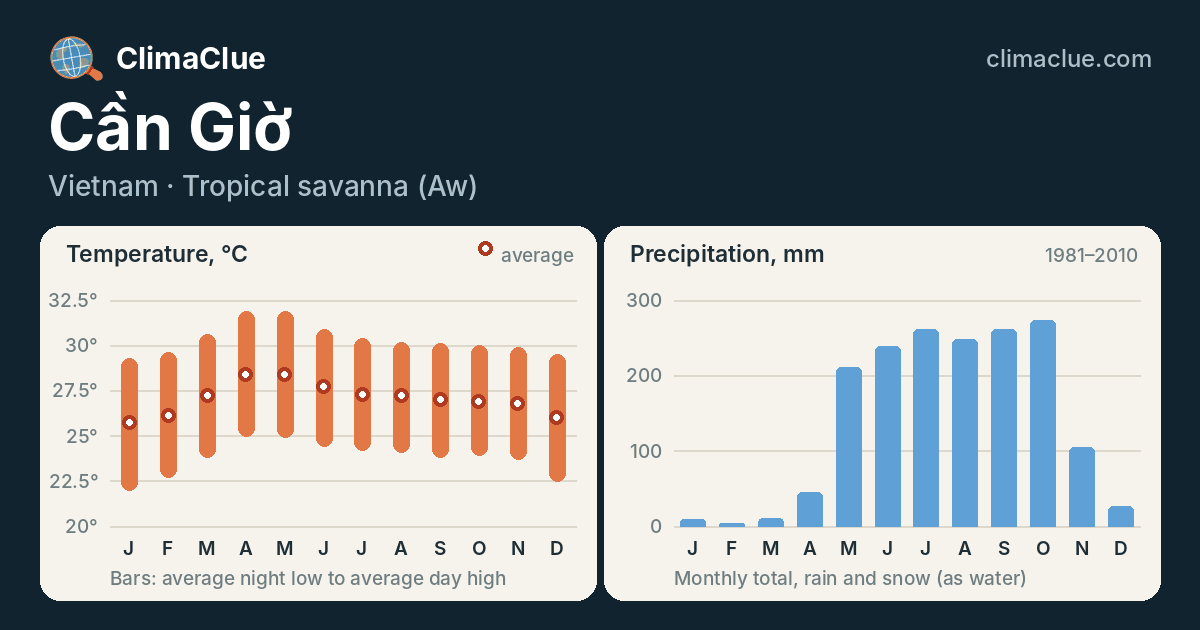 ClimaClue
climaclue.com
Cần Giờ
Vietnam · Tropical savanna (Aw)
Temperature, °C
average
32.5°
30°
27.5°
25°
22.5°
20°
J F M A M J J A S O N D
Bars: average night low to average day high
Precipitation, mm
1981–2010
300
200
100
0
J F M A M J J A S O N D
Monthly total, rain and snow (as water)